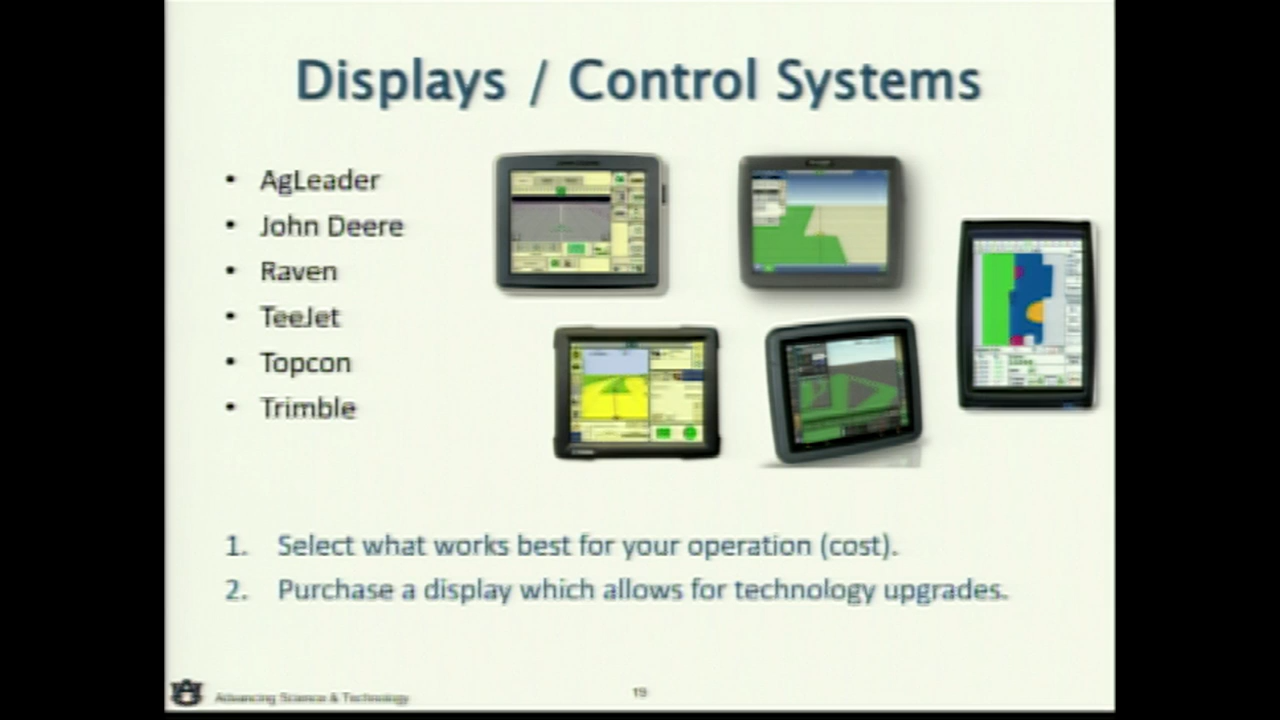 Displays / Control Systems
• AgLeader
• John Deere
• Raven
• TeeJet
• Topcon
• Trimble
1. Select what works best for your operation (cost).
2. Purchase a display which allows for technology upgrades.
Advancing Science & Technology
19